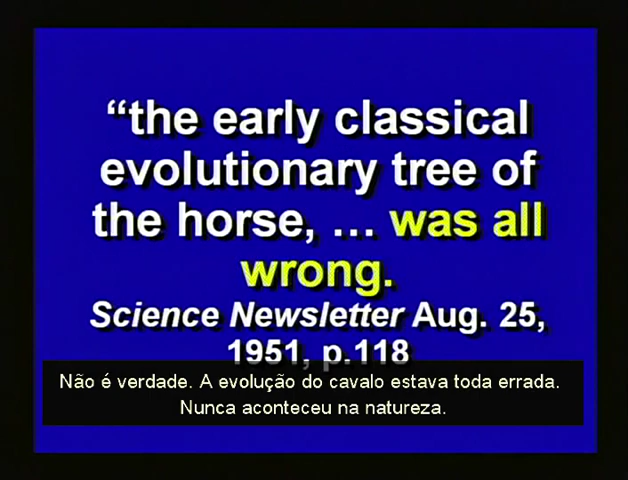 “the early classical
evolutionary tree of
the horse, ... was all
wrong.
Science Newsletter Aug. 25,
1951, p.118
Não é verdade. A evolução do cavalo estava toda errada.
Nunca aconteceu na natureza.